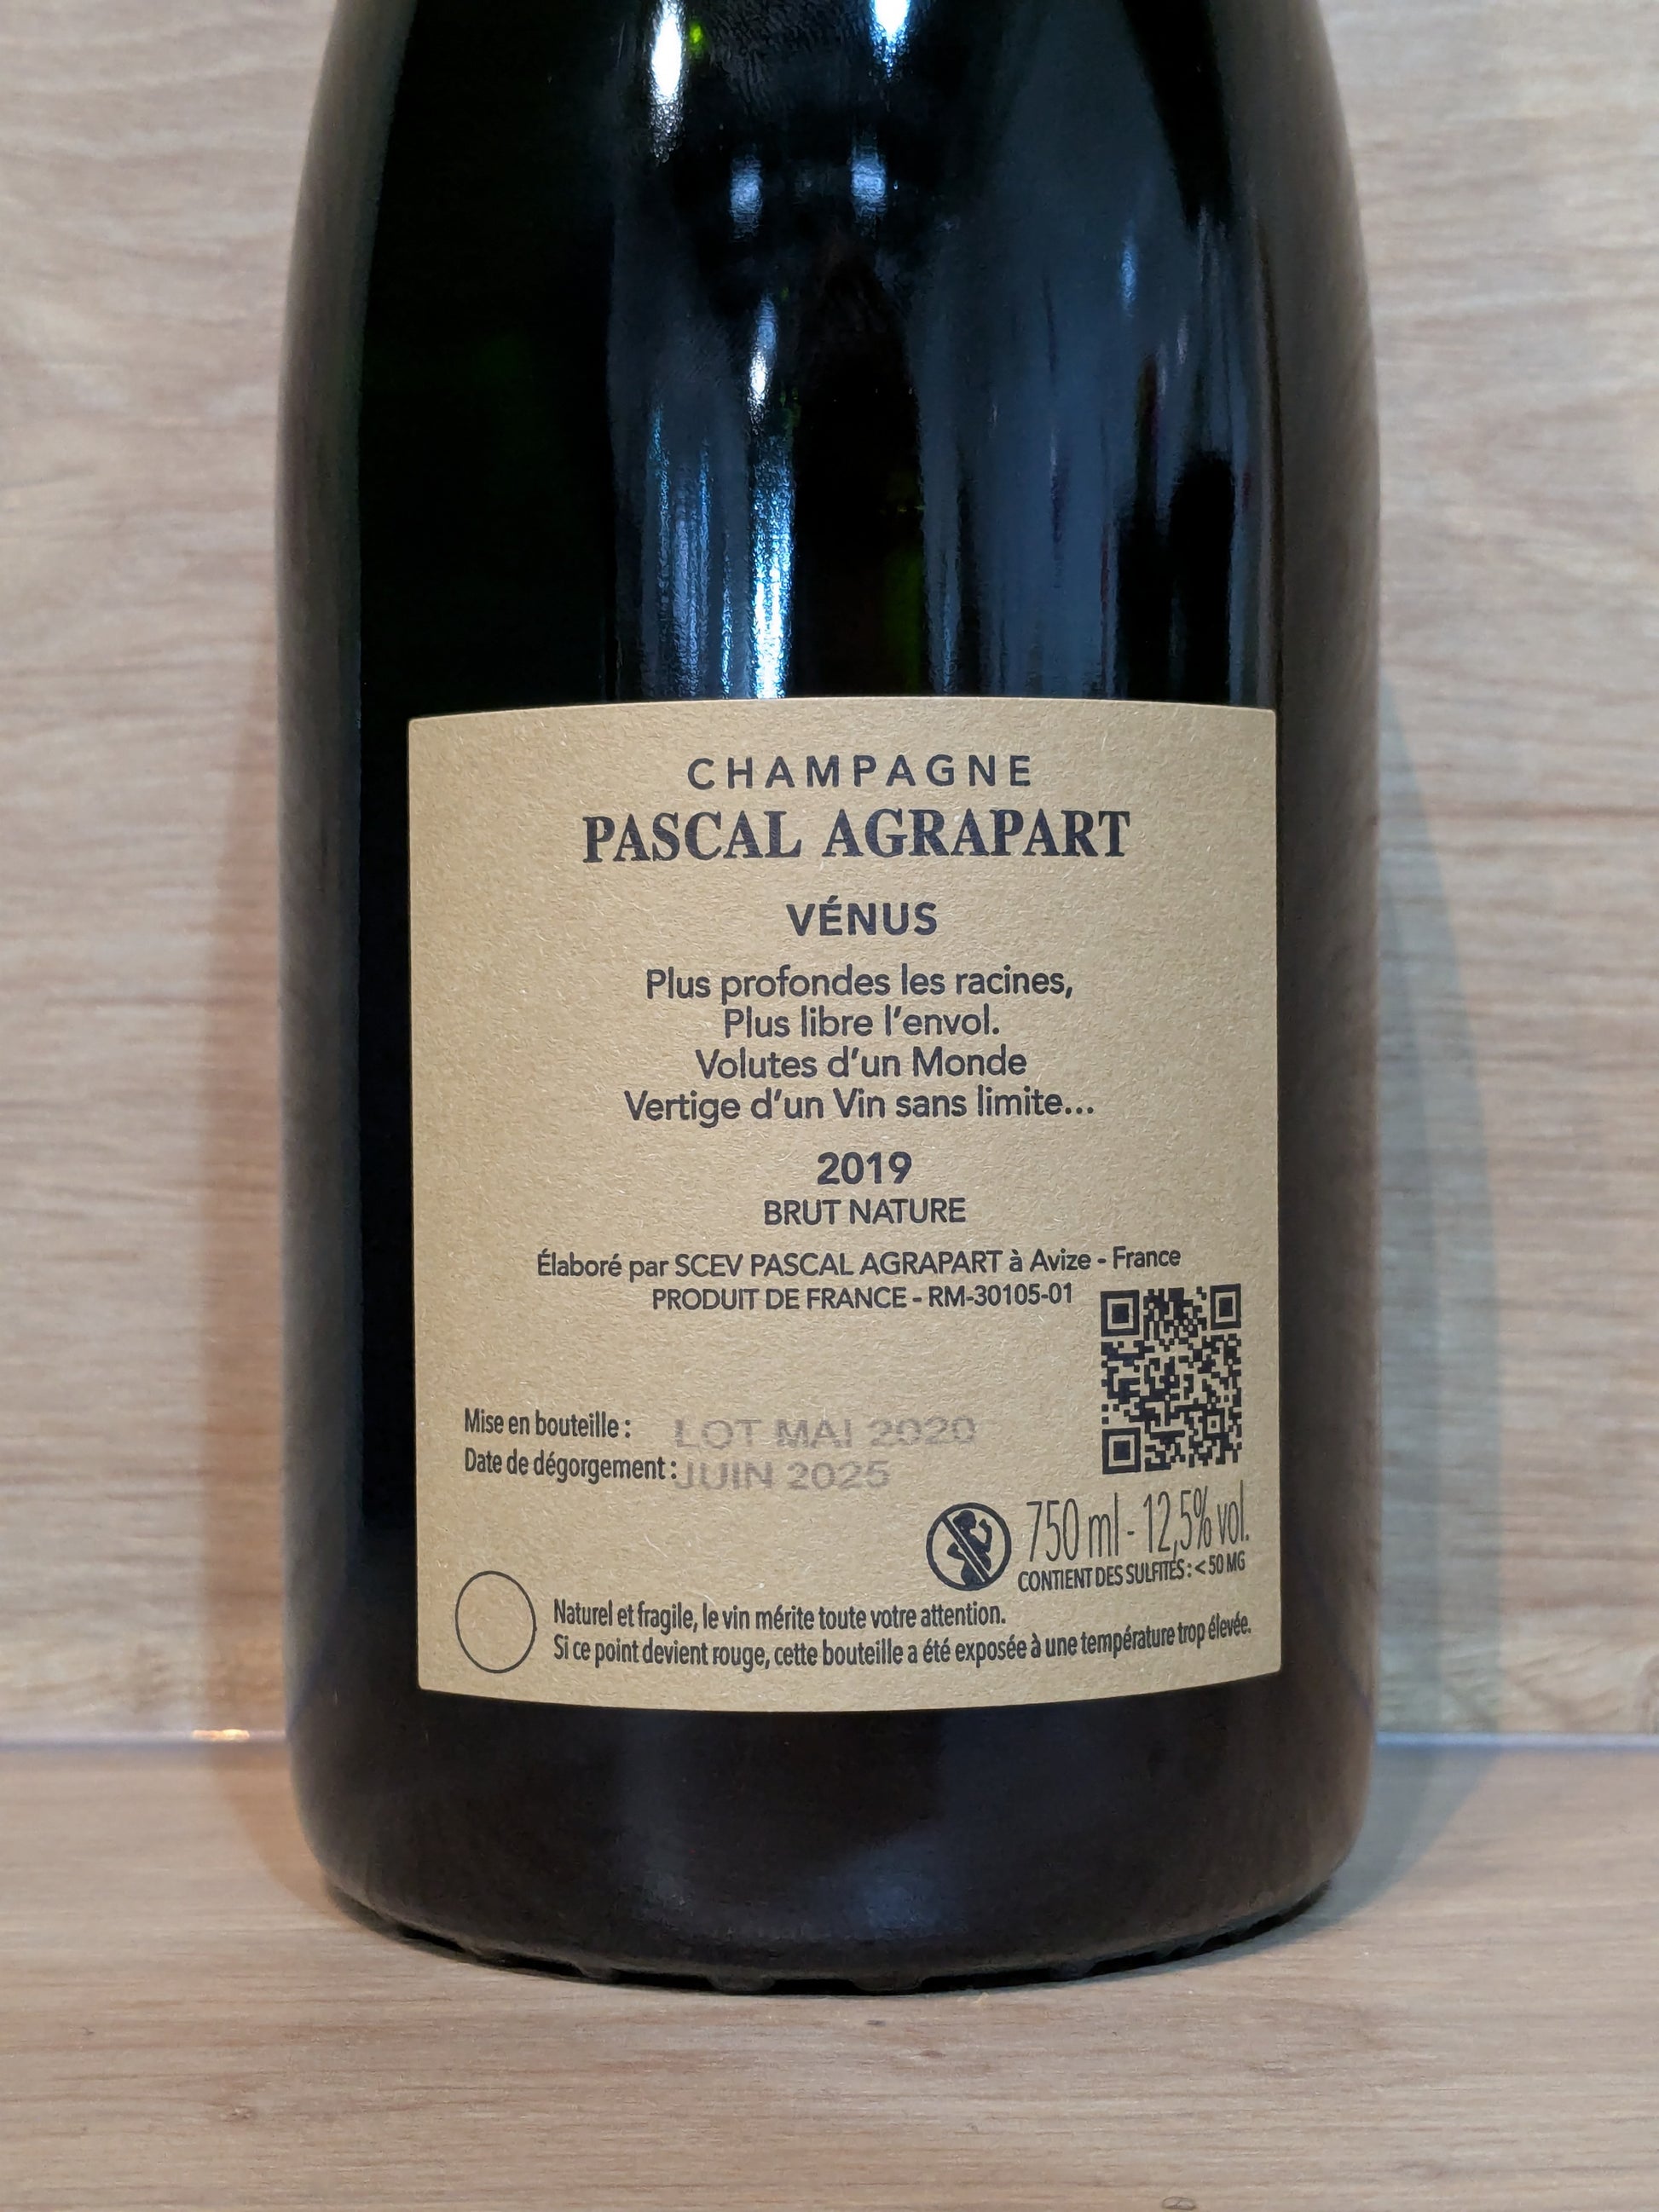 CHAMPAGNE
PASCAL AGRAPART
VÉNUS
Plus profondes les racines,
Plus libre l'envol.
Volutes d'un Monde
Vertige d'un Vin sans limite...
2019
BRUT NATURE
Élaboré par SCEV PASCAL AGRAPART à Avize - France
PRODUIT DE FRANCE - RM-30105-01
Mise en bouteille : LOT MAI 2020
Date de dégorgement : JUIN 2025
750 ml - 12,5% vol.
CONTIENT DES SULFITES : < 50 MG
Naturel et fragile, le vin mérite toute votre attention.
Si ce point devient rouge, cette bouteille a été exposée à une température trop élevée.